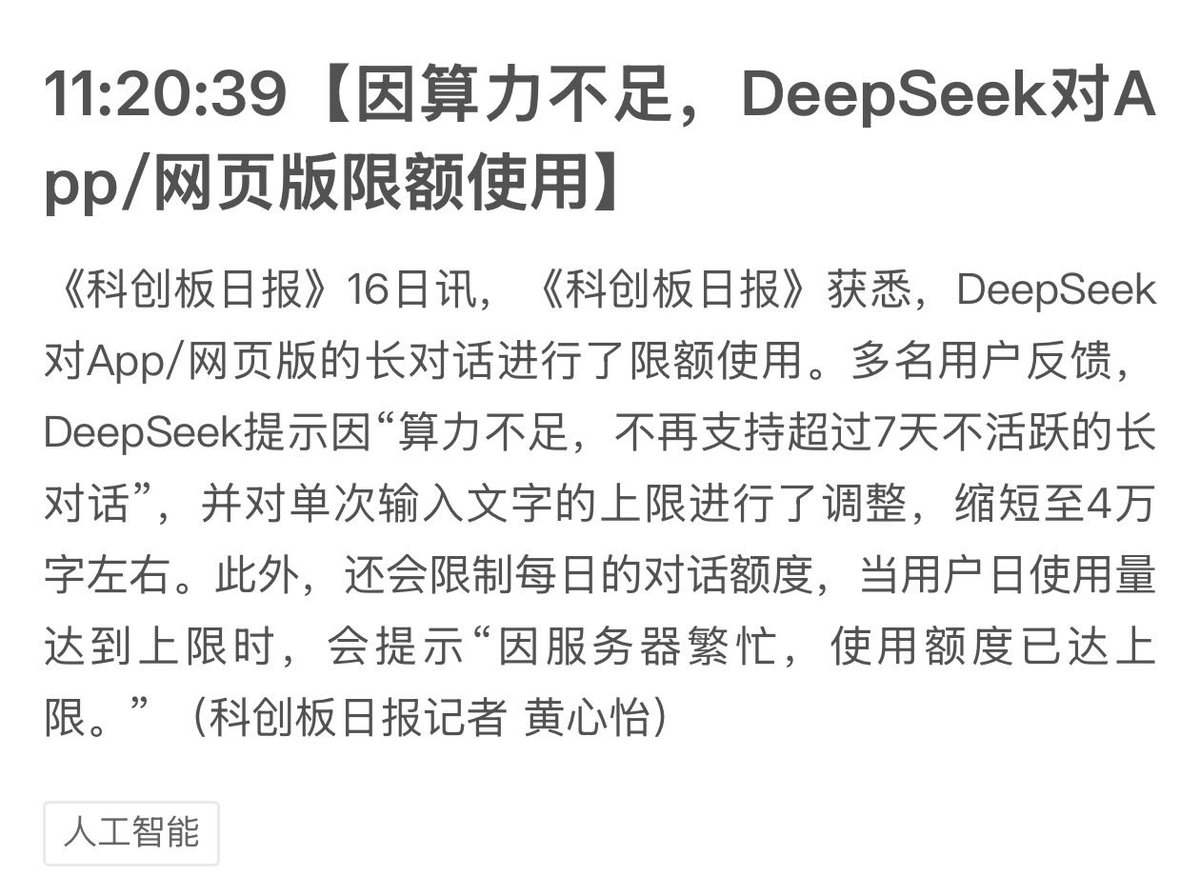 11:20:39【因算力不足，DeepSeek对A
pp/网页版限额使用】
《科创板日报》16日讯，《科创板日报》获悉，DeepSeek
对App/网页版的长对话进行了限额使用。多名用户反馈，
DeepSeek提示因“算力不足，不再支持超过7天不活跃的长
对话”，并对单次输入文字的上限进行了调整，缩短至4万
字左右。此外，还会限制每日的对话额度，当用户日使用量
达到上限时，会提示“因服务器繁忙，使用额度已达上
限。”（科创板日报记者 黄心怡）
人工智能